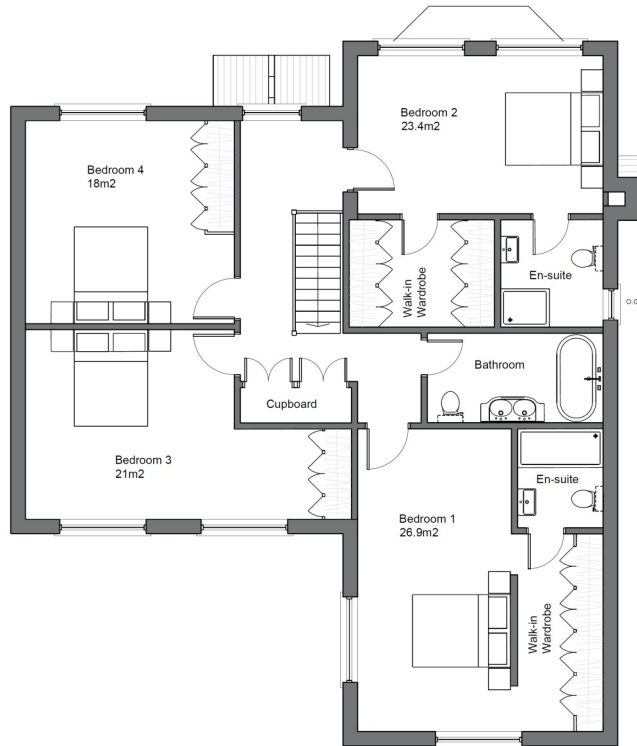 Bedroom 2
23.4m2
Bedroom 4
18m2
Walk-in
Wardrobe
En-suite
Bathroom
Cupboard
Bedroom 3
21m2
En-suite
Bedroom 1
26.9m2
Walk-in
Wardrobe